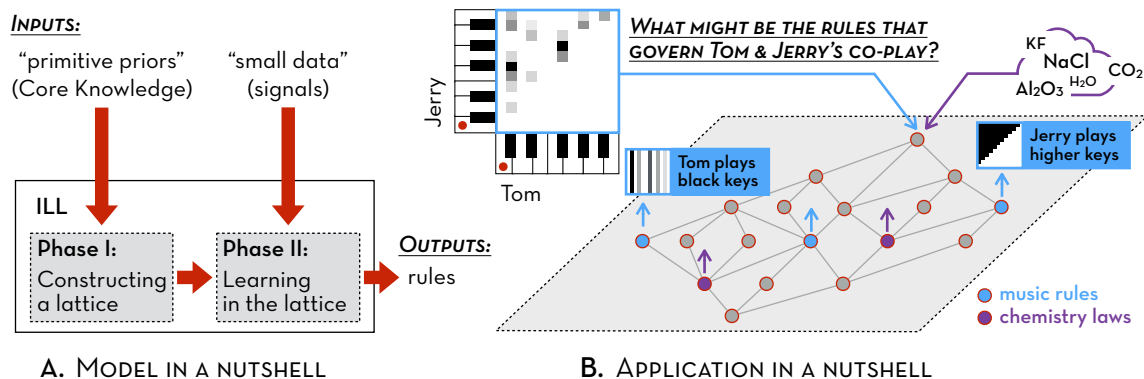 INPUTS:
“primitive priors”
(Core Knowledge)
“small data”
(signals)
ILL
Phase I:
Constructing
a lattice
Phase II:
Learning
in the lattice
OUTPUTS:
rules
A. MODEL IN A NUTSHELL
Jerry
Tom
WHAT MIGHT BE THE RULES THAT
GOVERN TOM & JERRY’S CO-PLAY?
KF
NaCl
CO₂
Al₂O₃
H₂O
Tom plays
black keys
Jerry plays
higher keys
music rules
chemistry laws
B. APPLICATION IN A NUTSHELL